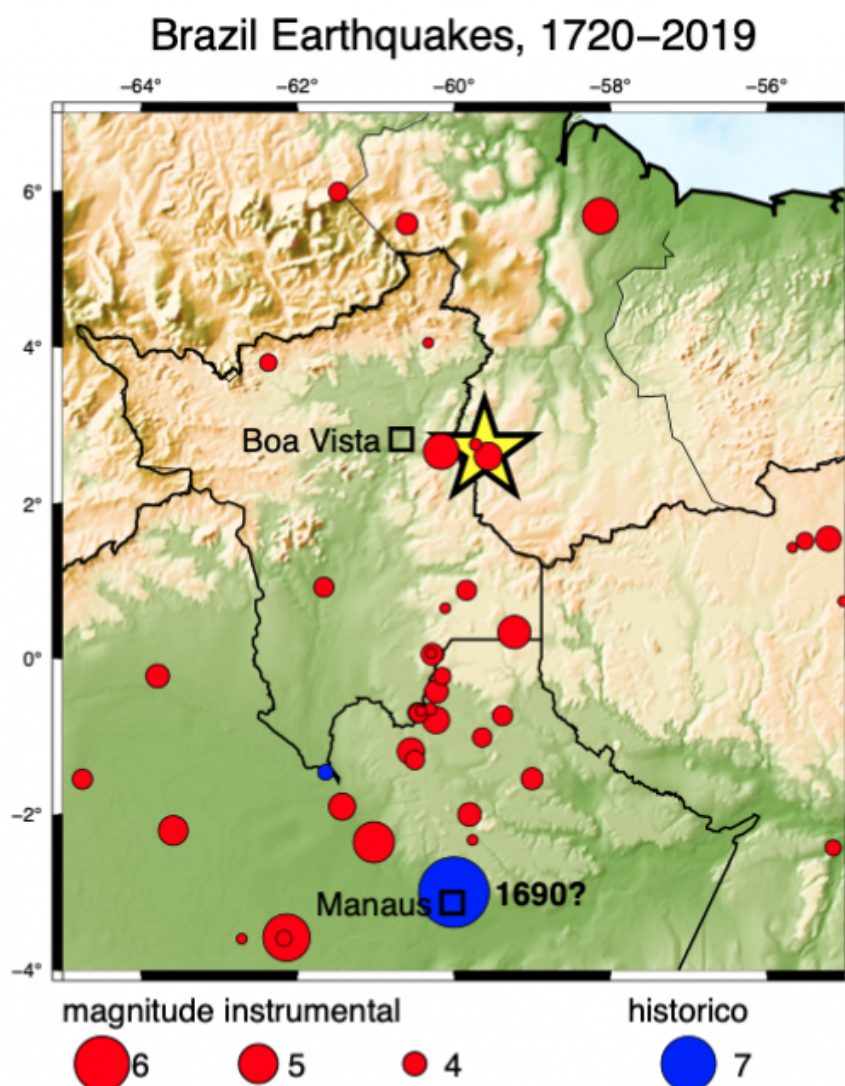 Brazil Earthquakes, 1720−2019
−64° −62° −60° −58° −56°
6°
4°
Boa Vista
2°
0°
−2°
Manaus 1690?
−4°
magnitude instrumental historico
6 5 4 7